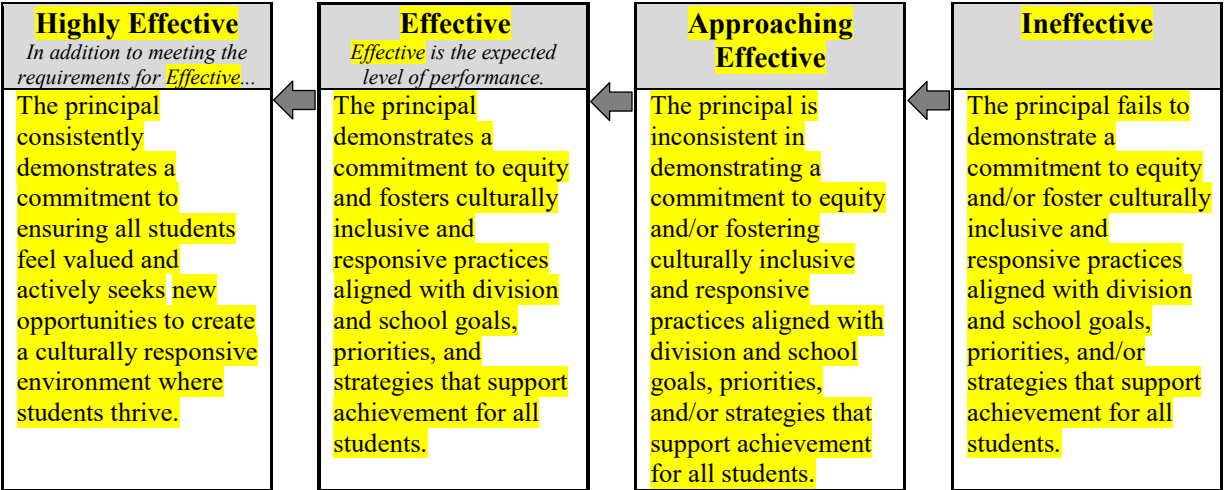 Highly Effective
In addition to meeting the
requirements for Effective...
The principal
consistently
demonstrates a
commitment to
ensuring all students
feel valued and
actively seeks new
opportunities to create
a culturally responsive
environment where
students thrive.
Effective
Effective is the expected
level of performance.
The principal
demonstrates a
commitment to equity
and fosters culturally
inclusive and
responsive practices
aligned with division
and school goals,
priorities, and
strategies that support
achievement for all
students.
Approaching
Effective
The principal is
inconsistent in
demonstrating a
commitment to equity
and/or fostering
culturally inclusive
and responsive
practices aligned with
division and school
goals, priorities,
and/or strategies that
support achievement
for all students.
Ineffective
The principal fails to
demonstrate a
commitment to equity
and/or foster culturally
inclusive and
responsive practices
aligned with division
and school goals,
priorities, and/or
strategies that support
achievement for all
students.